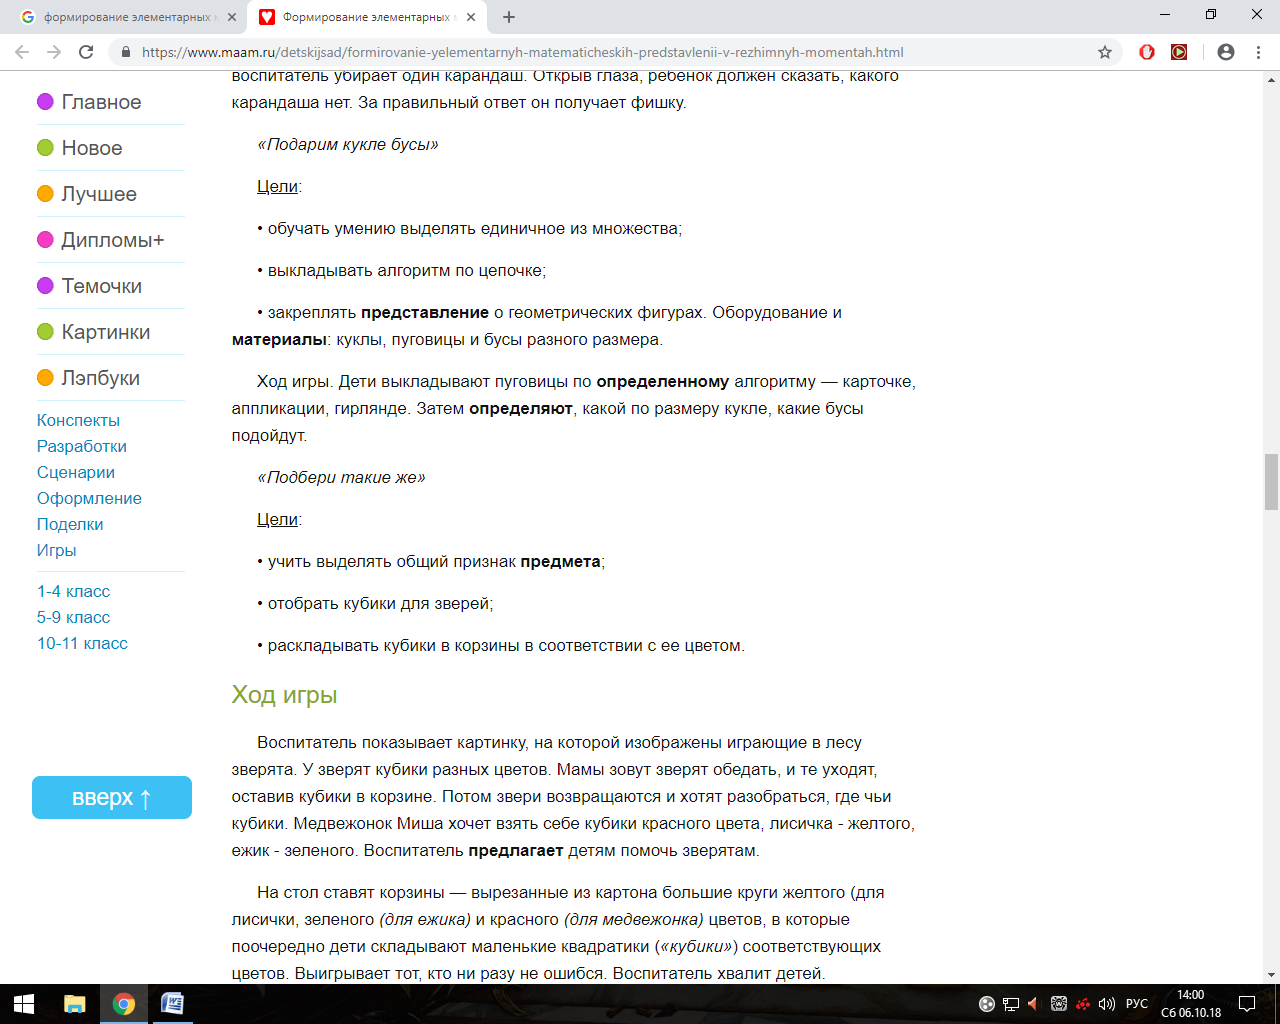 формирование элементарных м
Формирование элементарных м
https://www.maam.ru/detskijsad/formirovanie-yelementarnyh-matematicheskih-predstavlenii-v-rezhimnyh-momentah.html
Главное
Новое
Лучшее
Дипломы+
Темочки
Картинки
Лэпбуки
Конспекты
Разработки
Сценарии
Оформление
Поделки
Игры
1-4 класс
5-9 класс
10-11 класс
вверх ↑
воспитатель убирает один карандаш. Открыв глаза, ребенок должен сказать, какого
карандаша нет. За правильный ответ он получает фишку.
«Подарим кукле бусы»
Цели:
• обучать умению выделять единичное из множества;
• выкладывать алгоритм по цепочке;
• закреплять представление о геометрических фигурах. Оборудование и
материалы: куклы, пуговицы и бусы разного размера.
Ход игры. Дети выкладывают пуговицы по определенному алгоритму — карточке,
аппликации, гирлянде. Затем определяют, какой по размеру кукле, какие бусы
подойдут.
«Подбери такие же»
Цели:
• учить выделять общий признак предмета;
• отобрать кубики для зверей;
• раскладывать кубики в корзины в соответствии с ее цветом.
Ход игры
Воспитатель показывает картинку, на которой изображены играющие в лесу
зверята. У зверят кубики разных цветов. Мамы зовут зверят обедать, и те уходят,
оставив кубики в корзине. Потом звери возвращаются и хотят разобраться, где чьи
кубики. Медвежонок Миша хочет взять себе кубики красного цвета, лисичка - желтого,
ежик - зеленого. Воспитатель предлагает детям помочь зверятам.
На стол ставят корзины — вырезанные из картона большие круги желтого (для
лисички, зеленого (для ежика) и красного (для медвежонка) цветов, в которые
поочередно дети складывают маленькие квадратики («кубики») соответствующих
цветов. Выигрывает тот, кто ни разу не ошибся. Воспитатель хвалит детей.
РУС
14:00
Сб 06.10.18